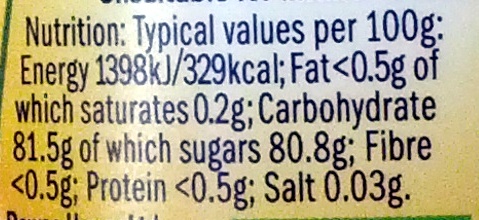 Nutrition: Typical values per 100g:
Energy 1398kJ/329kcal; Fat<0.5g of
which saturates 0.2g; Carbohydrate
81.5g of which sugars 80.8g; Fibre
<0.5g; Protein <0.5g; Salt 0.03g.